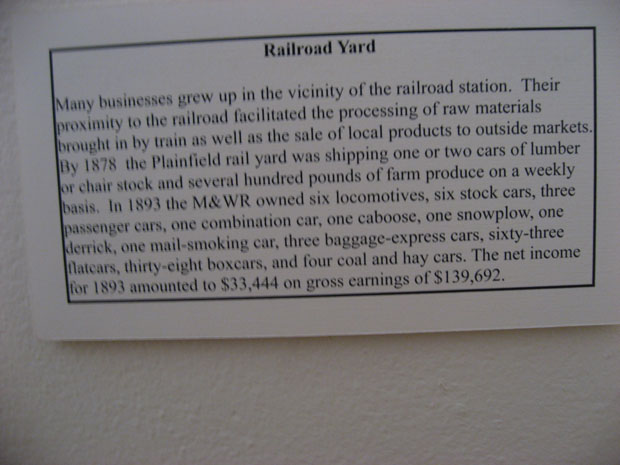 Railroad Yard
Many businesses grew up in the vicinity of the railroad station. Their
proximity to the railroad facilitated the processing of raw materials
brought in by train as well as the sale of local products to outside markets.
By 1878 the Plainfield rail yard was shipping one or two cars of lumber
or chair stock and several hundred pounds of farm produce on a weekly
basis. In 1893 the M&WR owned six locomotives, six stock cars, three
passenger cars, one combination car, one caboose, one snowplow, one
derrick, one mail-smoking car, three baggage-express cars, sixty-three
flatcars, thirty-eight boxcars, and four coal and hay cars. The net income
for 1893 amounted to $33,444 on gross earnings of $139,692.